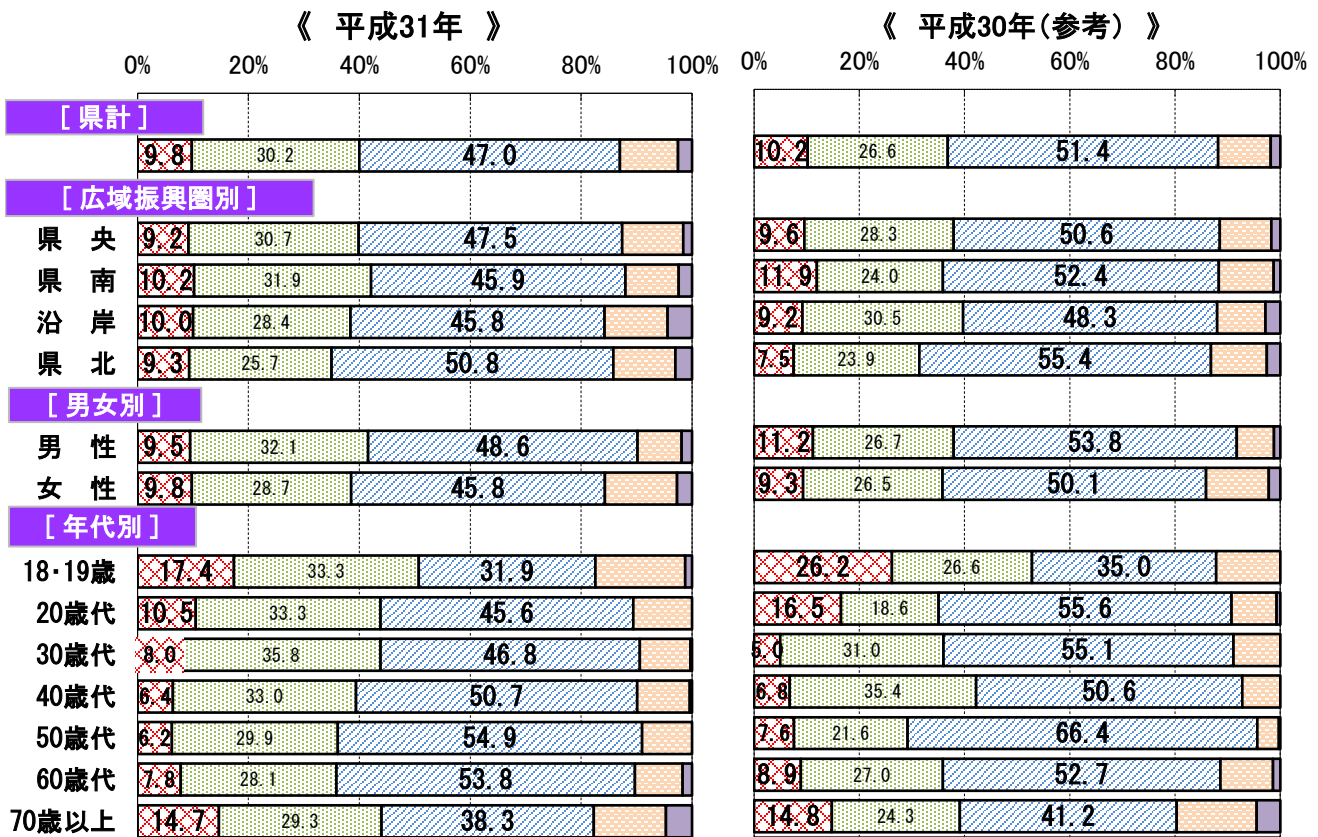 《 平成31年 》 《 平成30年(参考) 》
0% 20% 40% 60% 80% 100% 0% 20% 40% 60% 80% 100%
[ 県計 ]
9.8 30.2 47.0 10.2 26.6 51.4
[ 広域振興圏別 ]
県 央 9.2 30.7 47.5 9.6 28.3 50.6
県 南 10.2 31.9 45.9 11.9 24.0 52.4
沿 岸 10.0 28.4 45.8 9.2 30.5 48.3
県 北 9.3 25.7 50.8 7.5 23.9 55.4
[ 男女別 ]
男 性 9.5 32.1 48.6 11.2 26.7 53.8
女 性 9.8 28.7 45.8 9.3 26.5 50.1
[ 年代別 ]
18・19歳 17.4 33.3 31.9 26.2 26.6 35.0
20歳代 10.5 33.3 45.6 16.5 18.6 55.6
30歳代 8.0 35.8 46.8 5.0 31.0 55.1
40歳代 6.4 33.0 50.7 6.8 35.4 50.6
50歳代 6.2 29.9 54.9 7.6 21.6 66.4
60歳代 7.8 28.1 53.8 8.9 27.0 52.7
70歳以上 14.7 29.3 38.3 14.8 24.3 41.2